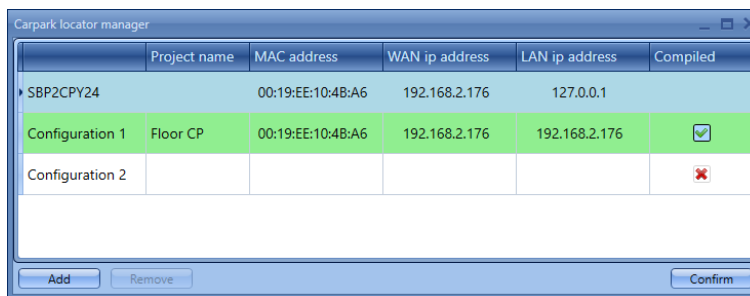 Carpark locator manager
Project name MAC address WAN ip address LAN ip address Compiled
SBP2CPY24 00:19:EE:10:4B:A6 192.168.2.176 127.0.0.1
Configuration 1 Floor CP 00:19:EE:10:4B:A6 192.168.2.176 192.168.2.176
Configuration 2
Add Remove Confirm